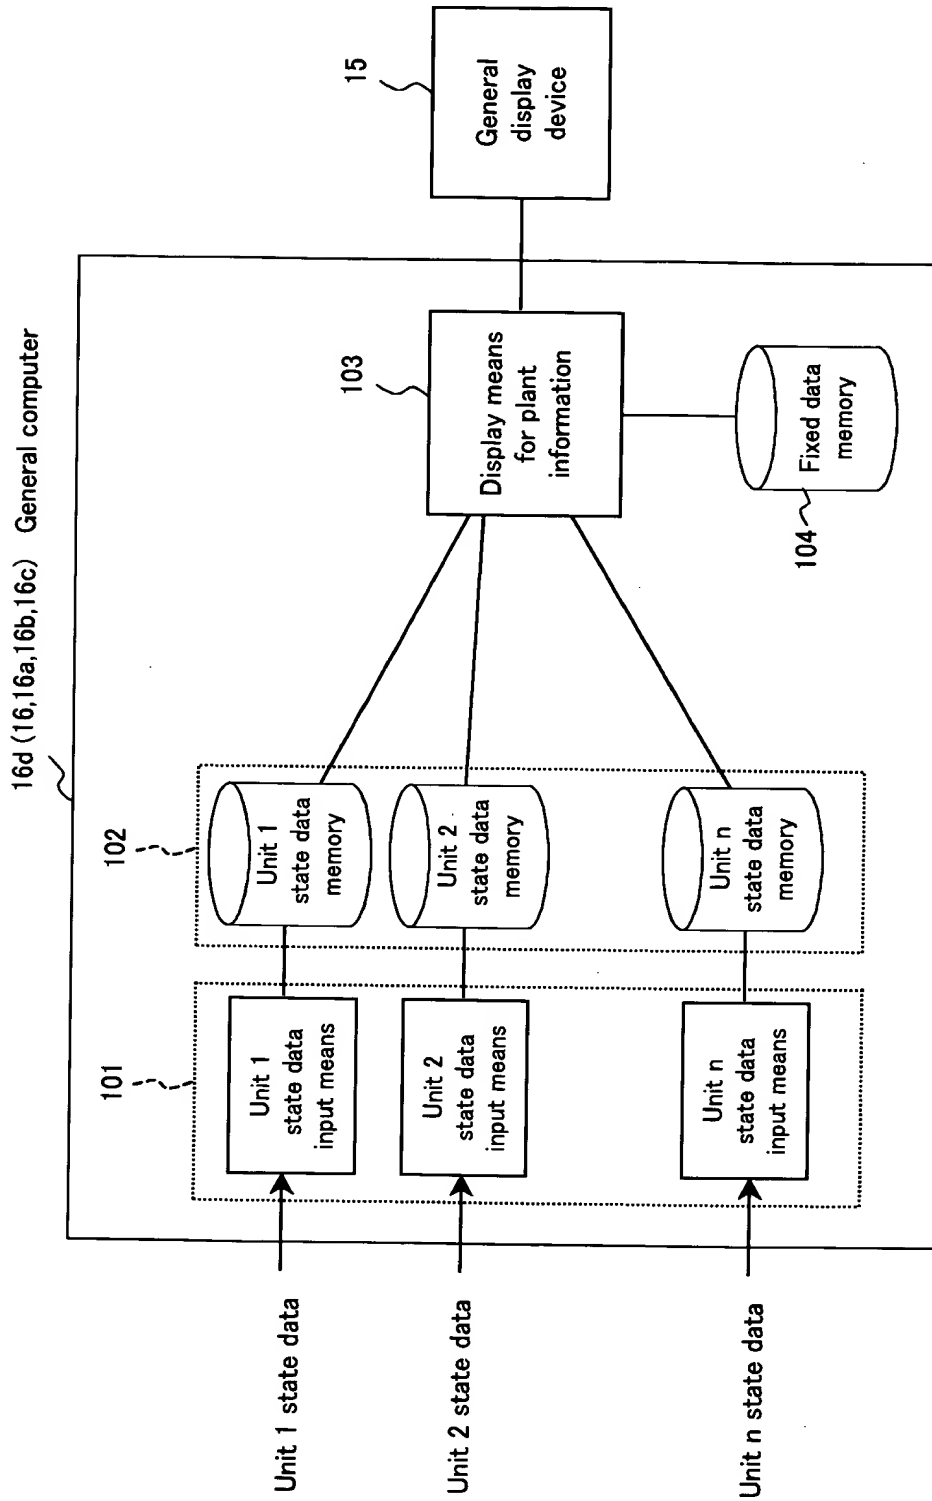 16d (16,16a,16b,16c) General computer
101
102
103
15
Unit 1 state data
Unit 1
state data
input means
Unit 1
state data
memory
Unit 2 state data
Unit 2
state data
input means
Unit 2
state data
memory
Unit n state data
Unit n
state data
input means
Unit n
state data
memory
Display means
for plant
information
General
display
device
104
Fixed data
memory